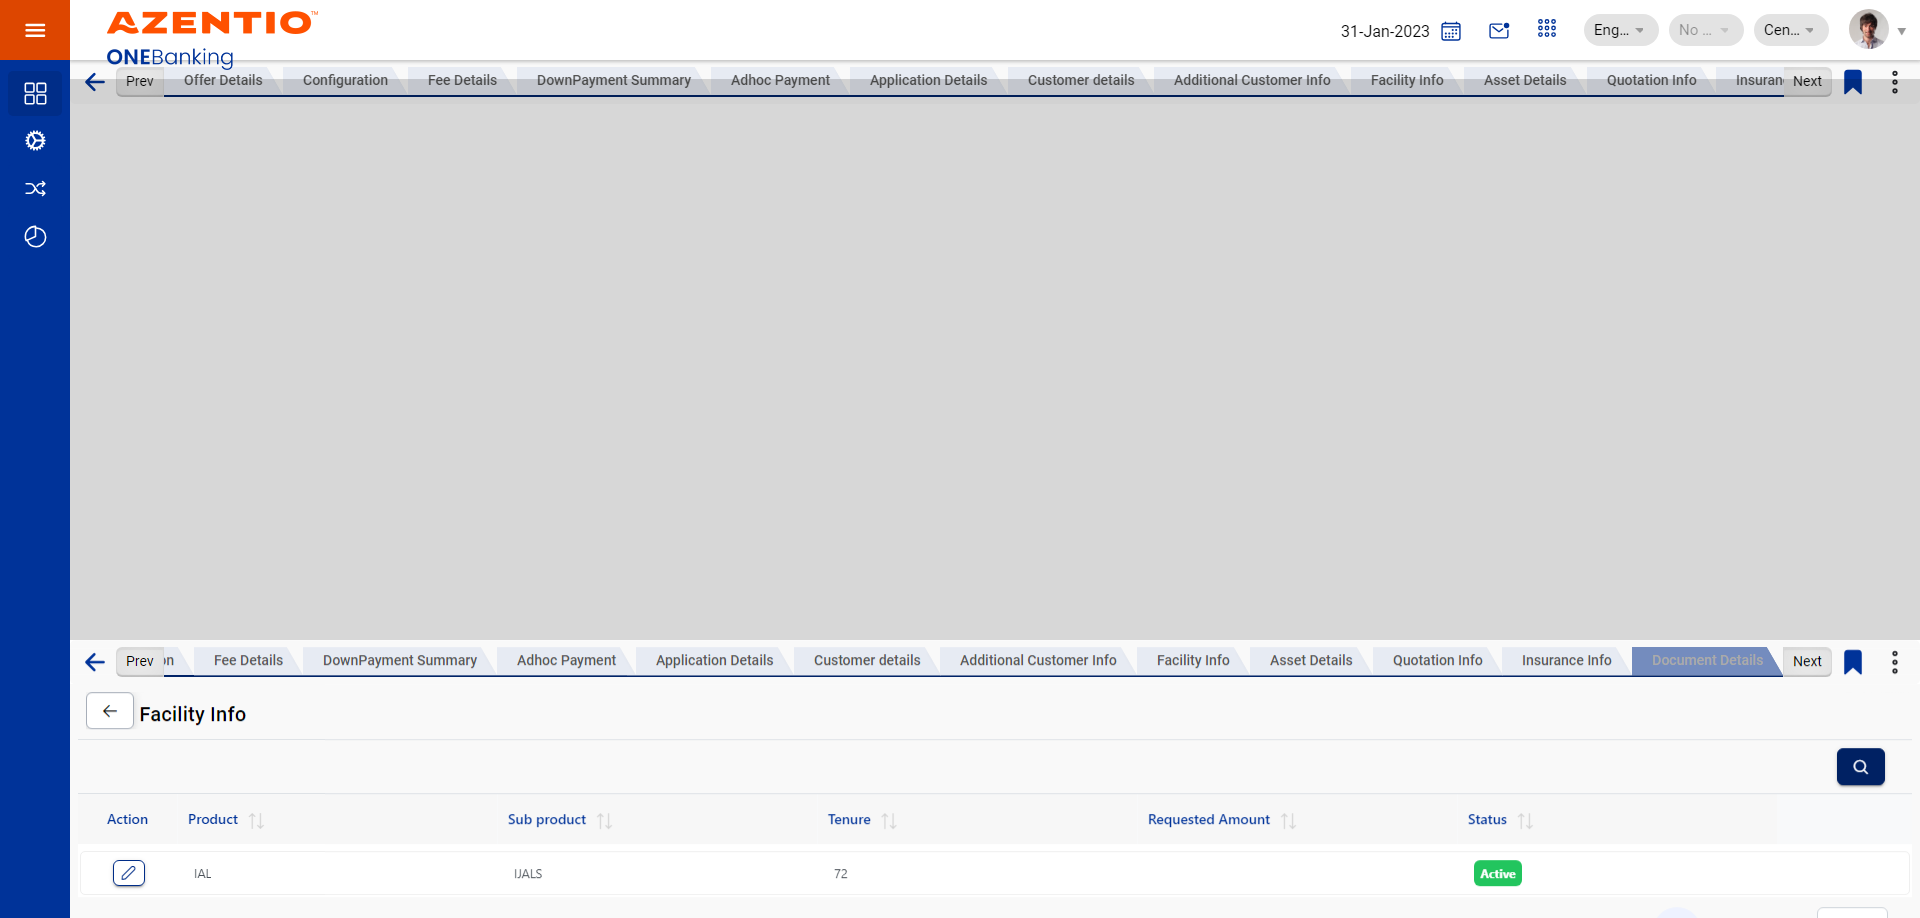 AZENTIO™
ONEBanking
31-Jan-2023
Eng...
No ...
Cen...
Prev
Offer Details
Configuration
Fee Details
DownPayment Summary
Adhoc Payment
Application Details
Customer details
Additional Customer Info
Facility Info
Asset Details
Quotation Info
Insuran
Next
Prev
on
Fee Details
DownPayment Summary
Adhoc Payment
Application Details
Customer details
Additional Customer Info
Facility Info
Asset Details
Quotation Info
Insurance Info
Document Details
Next
Facility Info
Action
Product
Sub product
Tenure
Requested Amount
Status
IAL
IJALS
72
Active